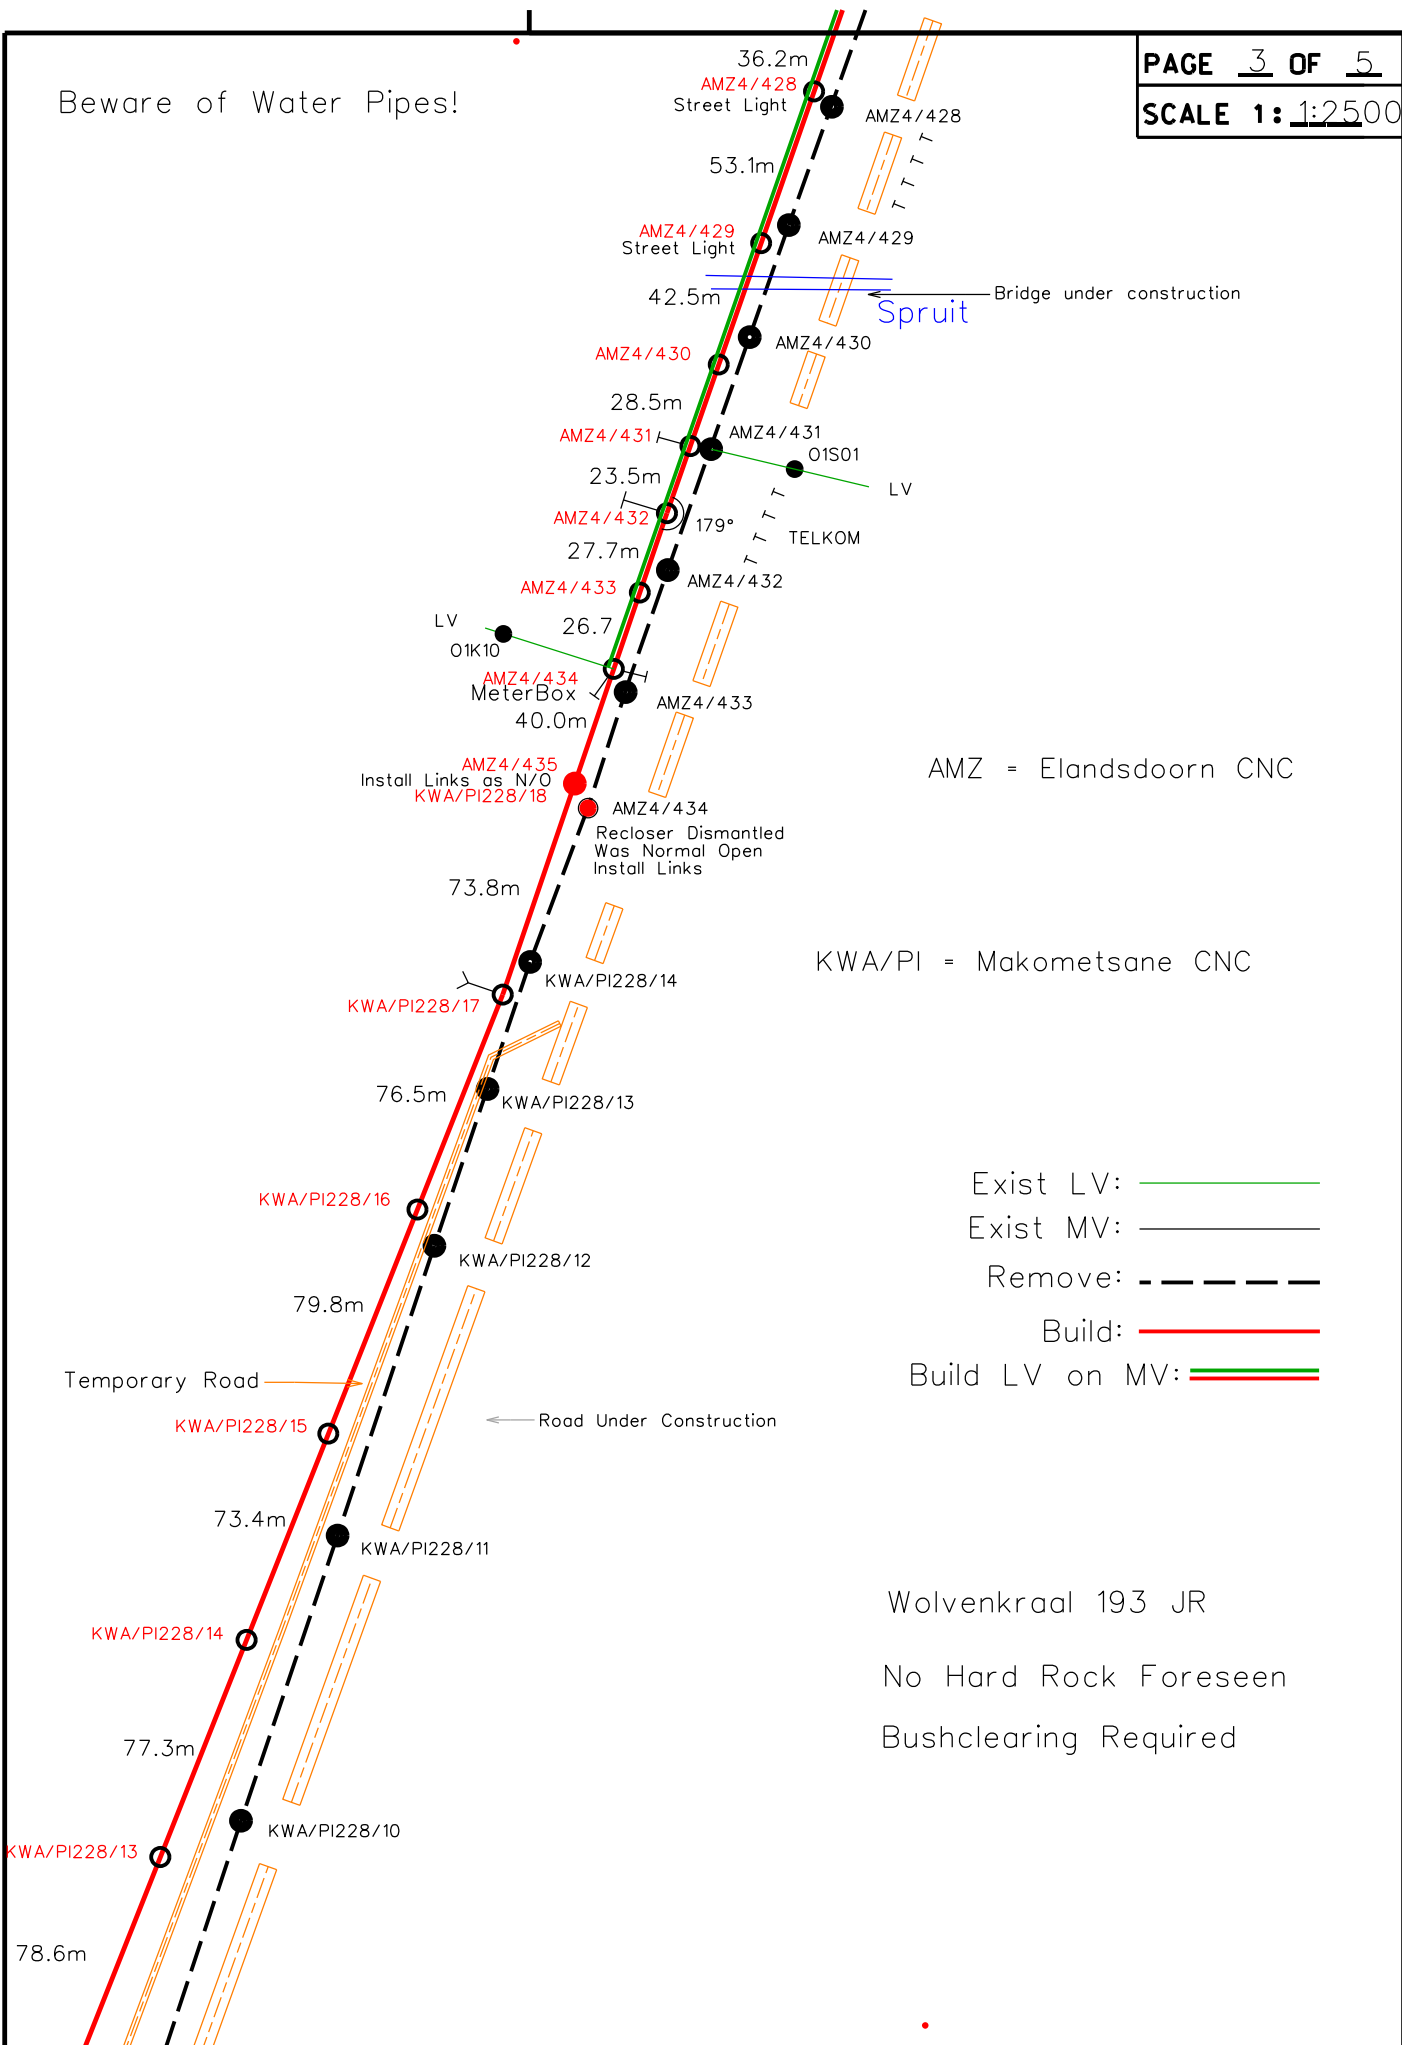 PAGE 3 OF 5
SCALE 1: 1:2500
Beware of Water Pipes!
36.2m
AMZ4/428
Street Light
AMZ4/428
T T T T
53.1m
AMZ4/429
Street Light
AMZ4/429
42.5m
Bridge under construction
Spruit
AMZ4/430
AMZ4/430
28.5m
AMZ4/431
AMZ4/431
01S01
LV
23.5m
AMZ4/432
179°
TELKOM
T T T T
27.7m
AMZ4/432
AMZ4/433
26.7
LV
01K10
AMZ4/434
MeterBox
AMZ4/433
40.0m
AMZ4/435
Install Links as N/O
KWA/PI228/18
AMZ4/434
Recloser Dismantled
Was Normal Open
Install Links
AMZ = Elandsdoorn CNC
73.8m
KWA/PI = Makometsane CNC
KWA/PI228/14
KWA/PI228/17
76.5m
KWA/PI228/13
KWA/PI228/16
KWA/PI228/12
Exist LV:
Exist MV:
Remove:
Build:
Build LV on MV:
79.8m
Temporary Road
Road Under Construction
KWA/PI228/15
73.4m
KWA/PI228/11
KWA/PI228/14
Wolvenkraal 193 JR
No Hard Rock Foreseen
Bushclearing Required
77.3m
KWA/PI228/10
KWA/PI228/13
78.6m